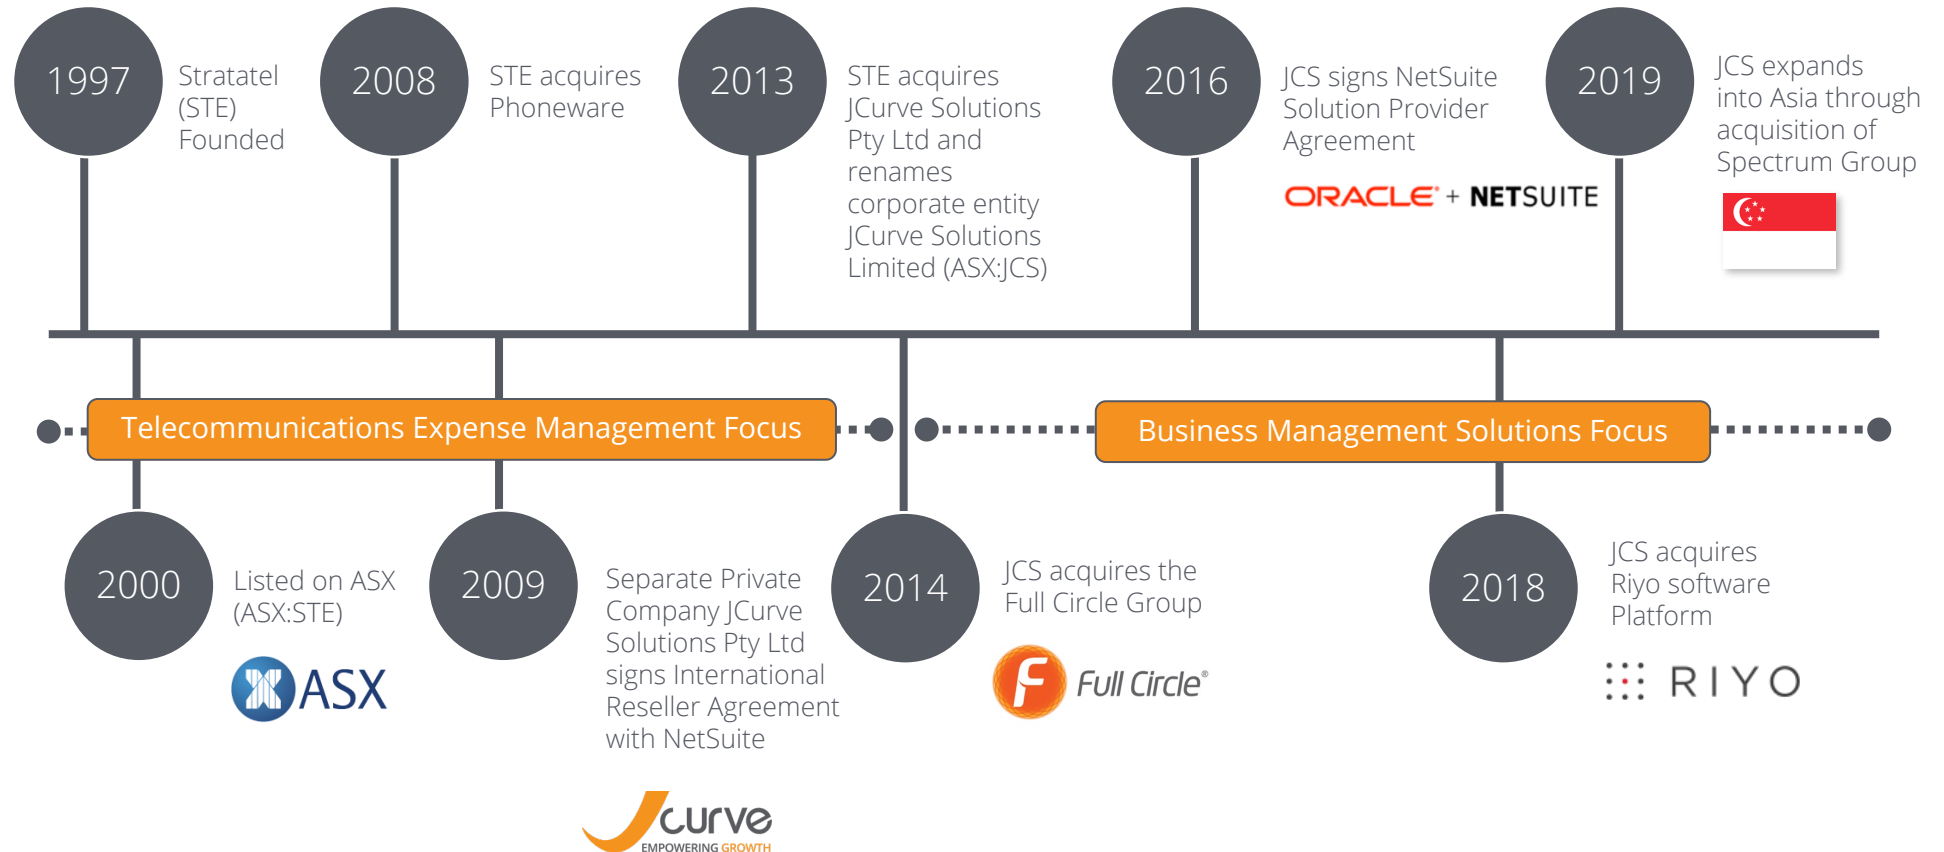 1997
Stratatel
(STE)
Founded
2008
STE acquires
Phoneware
2013
STE acquires
JCurve Solutions
Pty Ltd and
renames
corporate entity
JCurve Solutions
Limited (ASX:JCS)
2016
JCS signs NetSuite
Solution Provider
Agreement
ORACLE® + NETSUITE
2019
JCS expands
into Asia through
acquisition of
Spectrum Group
Telecommunications Expense Management Focus
Business Management Solutions Focus
2000
Listed on ASX
(ASX:STE)
ASX
2009
Separate Private
Company JCurve
Solutions Pty Ltd
signs International
Reseller Agreement
with NetSuite
Jcurve
EMPOWERING GROWTH
2014
JCS acquires the
Full Circle Group
Full Circle®
2018
JCS acquires
Riyo software
Platform
RIYO